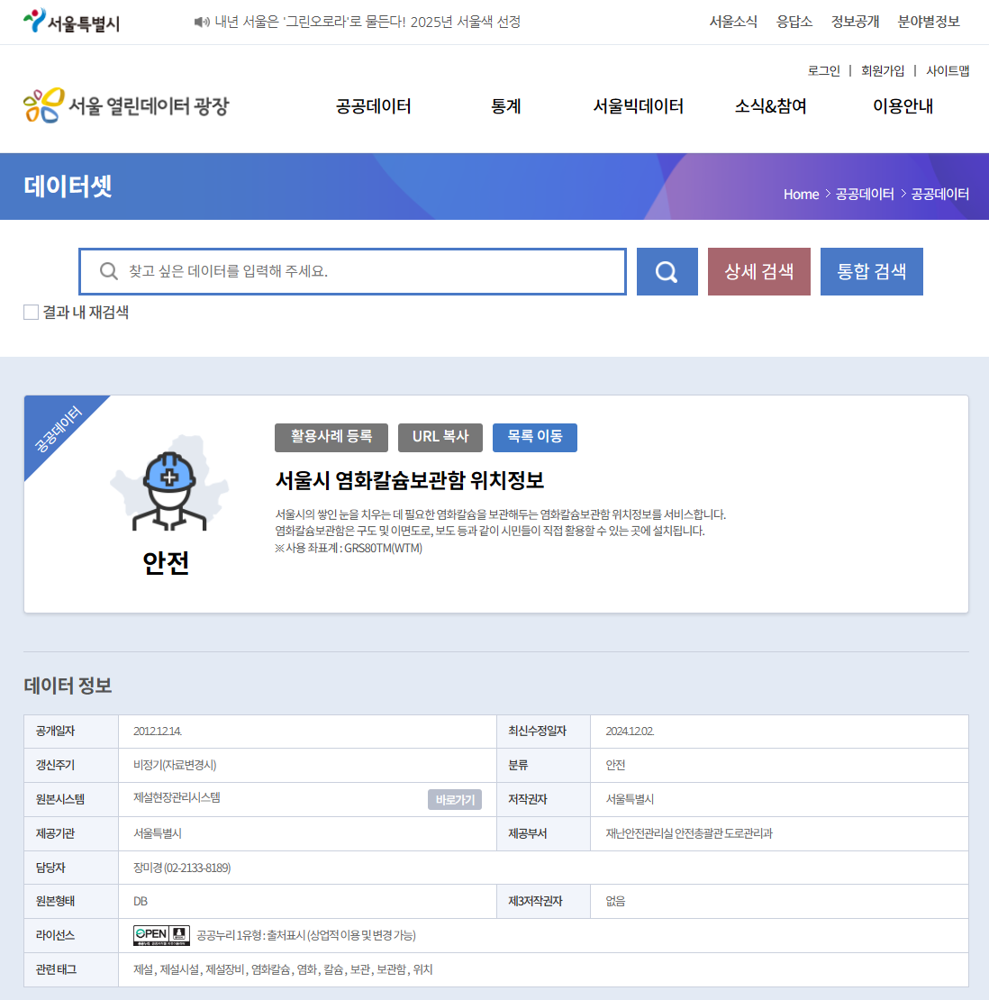 서울특별시
내년 서울은 '그린오로라'로 물든다! 2025년 서울색 선정
서울소식 응답소 정보공개 분야별정보
로그인 | 회원가입 | 사이트맵
서울 열린데이터 광장
공공데이터 통계 서울빅데이터 소식&참여 이용안내
데이터셋
Home > 공공데이터 > 공공데이터
찾고 싶은 데이터를 입력해 주세요.
상세 검색
통합 검색
결과 내 재검색
공공데이터
안전
활용사례 등록 URL 복사 목록 이동
서울시 염화칼슘보관함 위치정보
서울시의 쌓인 눈을 치우는 데 필요한 염화칼슘을 보관해두는 염화칼슘보관함 위치정보를 서비스합니다.
염화칼슘보관함은 구도 및 이면도로, 보도 등과 같이 시민들이 직접 활용할 수 있는 곳에 설치됩니다.
※ 사용 좌표계 : GRS80TM(WTM)
데이터 정보
공개일자 2012.12.14. 최신수정일자 2024.12.02.
갱신주기 비정기(자료변경시) 분류 안전
원본시스템 제설현장관리시스템 바로가기 저작권자 서울특별시
제공기관 서울특별시 제공부서 재난안전관리실 안전총괄관 도로관리과
담당자 장미경 (02-2133-8189)
원본형태 DB 제3저작권자 없음
라이선스 OPEN 공공누리 1유형 : 출처표시 (상업적 이용 및 변경 가능)
관련 태그 제설 , 제설시설 , 제설장비 , 염화칼슘 , 염화 , 칼슘 , 보관 , 보관함 , 위치